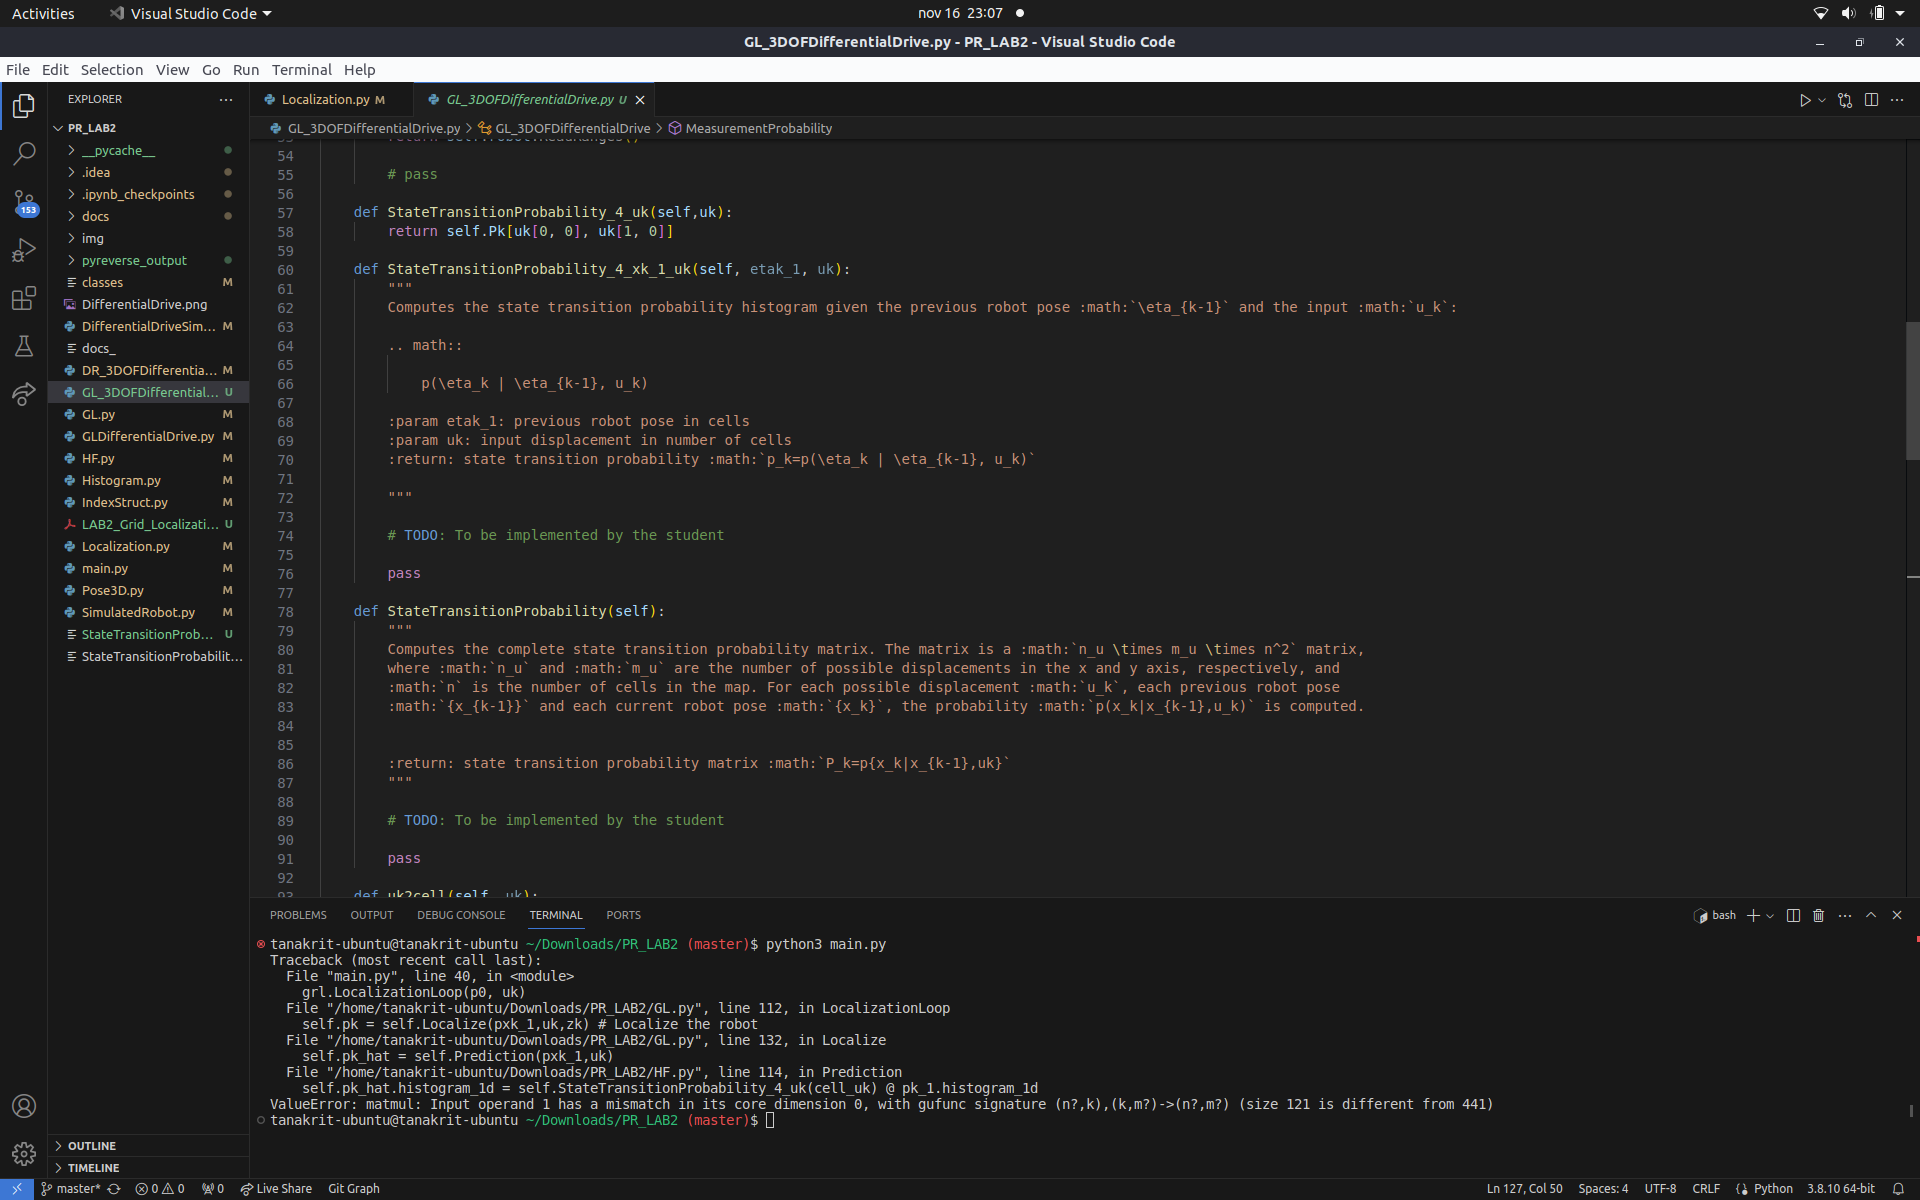 Activities
Visual Studio Code
nov 16 23:07
GL_3DOFDifferentialDrive.py - PR_LAB2 - Visual Studio Code
File Edit Selection View Go Run Terminal Help
EXPLORER
PR_LAB2
__pycache__
.idea
.ipynb_checkpoints
docs
img
pyreverse_output
classes M
DifferentialDrive.png
DifferentialDriveSim... M
docs_
DR_3DOFDifferentia... M
GL_3DOFDifferential... U
GL.py M
GLDifferentialDrive.py M
HF.py M
Histogram.py M
IndexStruct.py M
LAB2_Grid_Localizati... U
Localization.py M
main.py M
Pose3D.py M
SimulatedRobot.py M
StateTransitionProb... U
StateTransitionProbabilit...
OUTLINE
TIMELINE
153
Localization.py M
GL_3DOFDifferentialDrive.py U
GL_3DOFDifferentialDrive.py > GL_3DOFDifferentialDrive > MeasurementProbability
54
55 # pass
56
57 def StateTransitionProbability_4_uk(self,uk):
58 return self.Pk[uk[0, 0], uk[1, 0]]
59
60 def StateTransitionProbability_4_xk_1_uk(self, etak_1, uk):
61 """
62 Computes the state transition probability histogram given the previous robot pose :math:`\eta_{k-1}` and the input :math:`u_k`:
63
64 .. math::
65
66 p(\eta_k | \eta_{k-1}, u_k)
67
68 :param etak_1: previous robot pose in cells
69 :param uk: input displacement in number of cells
70 :return: state transition probability :math:`p_k=p(\eta_k | \eta_{k-1}, u_k)`
71
72 """
73
74 # TODO: To be implemented by the student
75
76 pass
77
78 def StateTransitionProbability(self):
79 """
80 Computes the complete state transition probability matrix. The matrix is a :math:`n_u \times m_u \times n^2` matrix,
81 where :math:`n_u` and :math:`m_u` are the number of possible displacements in the x and y axis, respectively, and
82 :math:`n` is the number of cells in the map. For each possible displacement :math:`u_k`, each previous robot pose
83 :math:`{x_{k-1}}` and each current robot pose :math:`{x_k}`, the probability :math:`p(x_k|x_{k-1},u_k)` is computed.
84
85
86 :return: state transition probability matrix :math:`P_k=p{x_k|x_{k-1},uk}`
87 """
88
89 # TODO: To be implemented by the student
90
91 pass
92
93 def uk2cell(self, uk):
PROBLEMS OUTPUT DEBUG CONSOLE TERMINAL PORTS
bash
tanakrit-ubuntu@tanakrit-ubuntu ~/Downloads/PR_LAB2 (master)$ python3 main.py
Traceback (most recent call last):
File "main.py", line 40, in <module>
grl.LocalizationLoop(p0, uk)
File "/home/tanakrit-ubuntu/Downloads/PR_LAB2/GL.py", line 112, in LocalizationLoop
self.pk = self.Localize(pxk_1,uk,zk) # Localize the robot
File "/home/tanakrit-ubuntu/Downloads/PR_LAB2/GL.py", line 132, in Localize
self.pk_hat = self.Prediction(pxk_1,uk)
File "/home/tanakrit-ubuntu/Downloads/PR_LAB2/HF.py", line 114, in Prediction
self.pk_hat.histogram_1d = self.StateTransitionProbability_4_uk(cell_uk) @ pk_1.histogram_1d
ValueError: matmul: Input operand 1 has a mismatch in its core dimension 0, with gufunc signature (n?,k),(k,m?)->(n?,m?) (size 121 is different from 441)
tanakrit-ubuntu@tanakrit-ubuntu ~/Downloads/PR_LAB2 (master)$
master* 0 0 0 Live Share Git Graph
Ln 127, Col 50 Spaces: 4 UTF-8 CRLF Python 3.8.10 64-bit